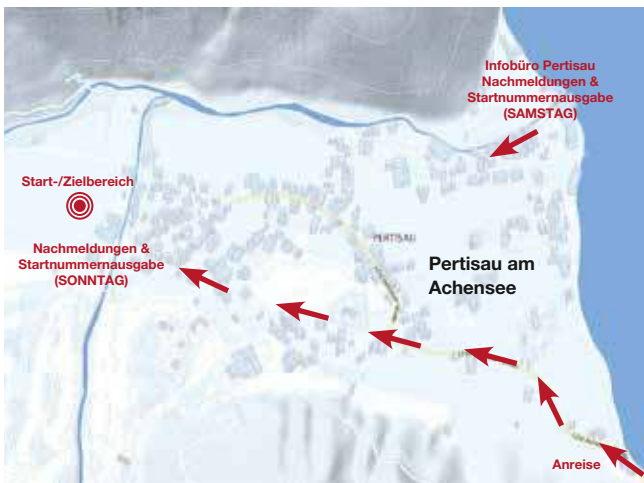 Infobüro Pertisau
Nachmeldungen &
Startnummernausgabe
(SAMSTAG)
Start-/Zielbereich
Nachmeldungen &
Startnummernausgabe
(SONNTAG)
PERTISAU
Pertisau am
Achensee
Anreise